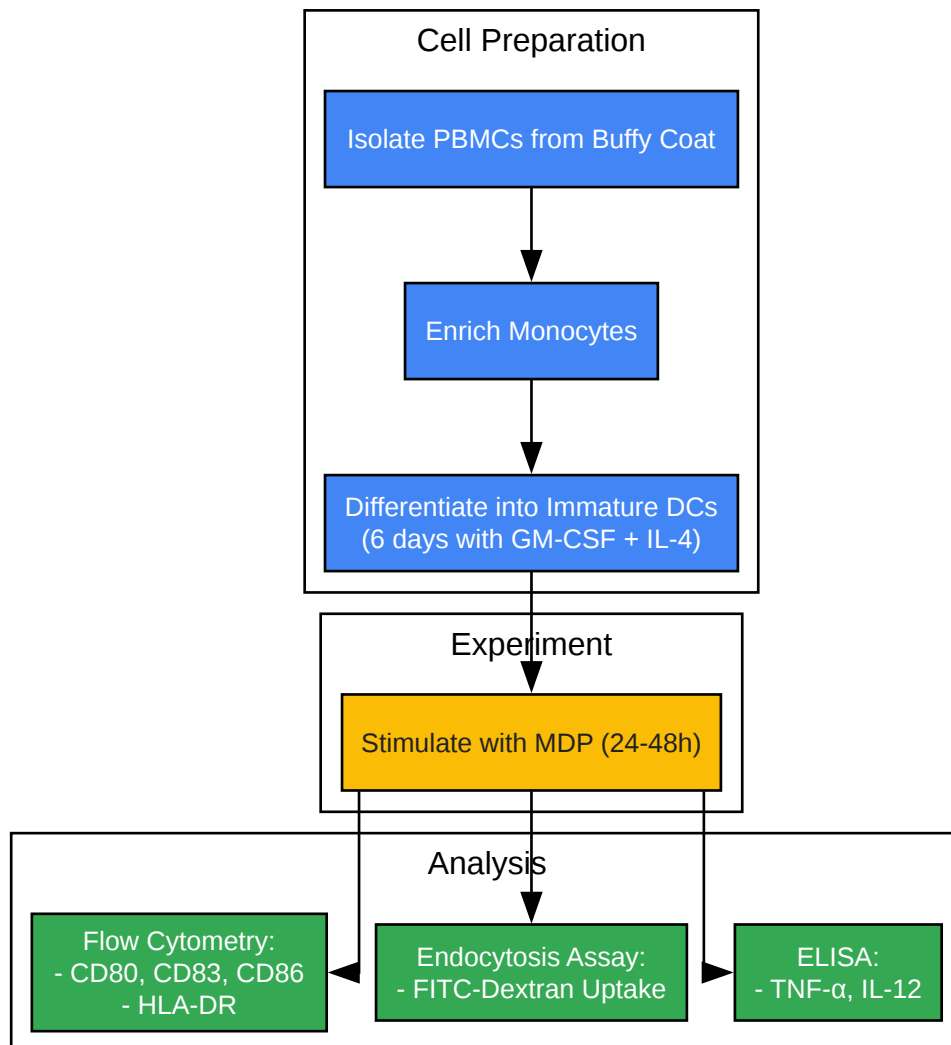 Cell Preparation
Isolate PBMCs from Buffy Coat
Enrich Monocytes
Differentiate into Immature DCs
(6 days with GM-CSF + IL-4)
Experiment
Stimulate with MDP (24-48h)
Analysis
Flow Cytometry:
- CD80, CD83, CD86
- HLA-DR
Endocytosis Assay:
- FITC-Dextran Uptake
ELISA:
- TNF-α, IL-12